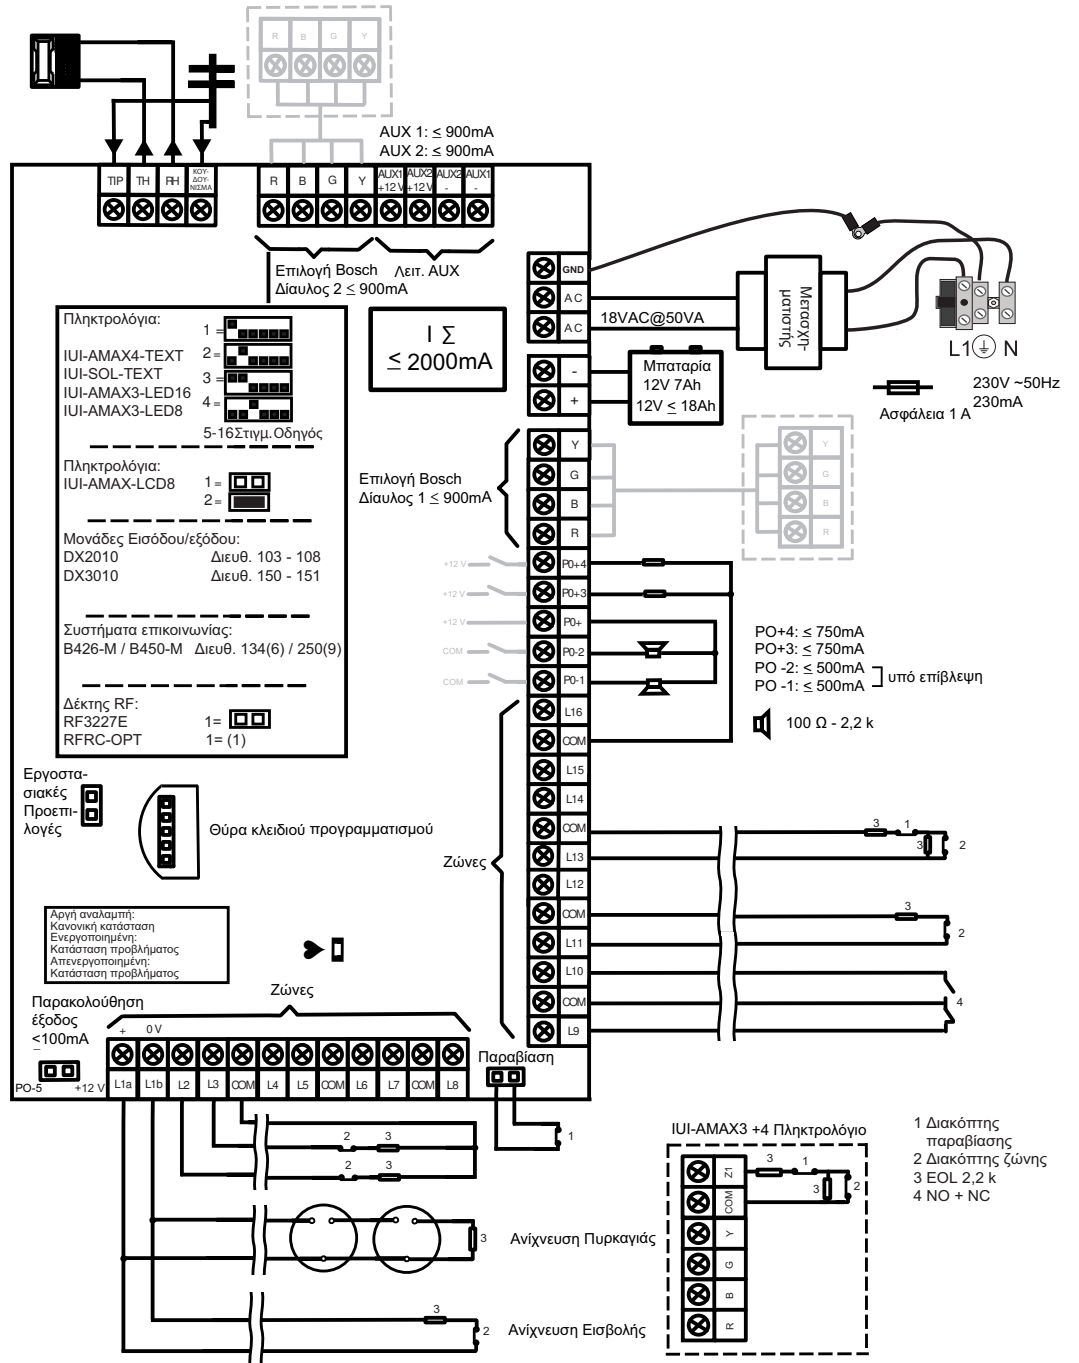 R B G Y
AUX 1: ≤ 900mA
AUX 2: ≤ 900mA
TIP TH RH ΚΟΥ-ΔΟΥ-ΝΙΣΜΑ
R B G Y AUX1 +12 V AUX2 +12 V AUX2 - AUX1 -
Επιλογή Bosch
Δίαυλος 2 ≤ 900mA
Λειτ. AUX
GND
AC
AC
18VAC@50VA
Μετασχη-
ματιστής
L1 N
230V ~50Hz
230mA
Ασφάλεια 1 A
Ι Σ
≤ 2000mA
-
+
Μπαταρία
12V 7Ah
12V ≤ 18Ah
Πληκτρολόγια:
1 =
IUI-AMAX4-TEXT 2 =
IUI-SOL-TEXT
3 =
IUI-AMAX3-LED16
IUI-AMAX3-LED8 4 =
5-16Στιγμ. Οδηγός
Πληκτρολόγια:
IUI-AMAX-LCD8 1 =
2 =
Μονάδες Εισόδου/εξόδου:
DX2010 Διευθ. 103 - 108
DX3010 Διευθ. 150 - 151
Συστήματα επικοινωνίας:
B426-M / B450-M Διευθ. 134(6) / 250(9)
Δέκτης RF:
RF3227E 1=
RFRC-OPT 1= (1)
Επιλογή Bosch
Δίαυλος 1 ≤ 900mA
Y
G
B
R
Y
G
B
R
+12 V P0+4
+12 V P0+3
+12 V P0+
COM P0-2
COM P0-1
L16
COM
L15
L14
COM
L13
L12
COM
L11
L10
COM
L9
PO+4: ≤ 750mA
PO+3: ≤ 750mA
PO -2: ≤ 500mA
PO -1: ≤ 500mA
υπό επίβλεψη
100 Ω - 2,2 k
Ζώνες
3 1
3 2
3
2
4
Εργοστα-
σιακές
Προεπι-
λογές
Θύρα κλειδιού προγραμματισμού
Αργή αναλαμπή:
Κανονική κατάσταση
Ενεργοποιημένη:
Κατάσταση προβλήματος
Απενεργοποιημένη:
Κατάσταση προβλήματος
Παρακολούθηση
έξοδος
≤100mA
PO-5 +12 V
Ζώνες
+ 0 V
L1a L1b L2 L3 COM L4 L5 COM L6 L7 COM L8
Παραβίαση
1
2 3
2 3
3
Ανίχνευση Πυρκαγιάς
3
2
Ανίχνευση Εισβολής
IUI-AMAX3 +4 Πληκτρολόγιο
Z1
COM
Y
G
B
R
3 1
3 2
1 Διακόπτης
παραβίασης
2 Διακόπτης ζώνης
3 EOL 2,2 k
4 NO + NC